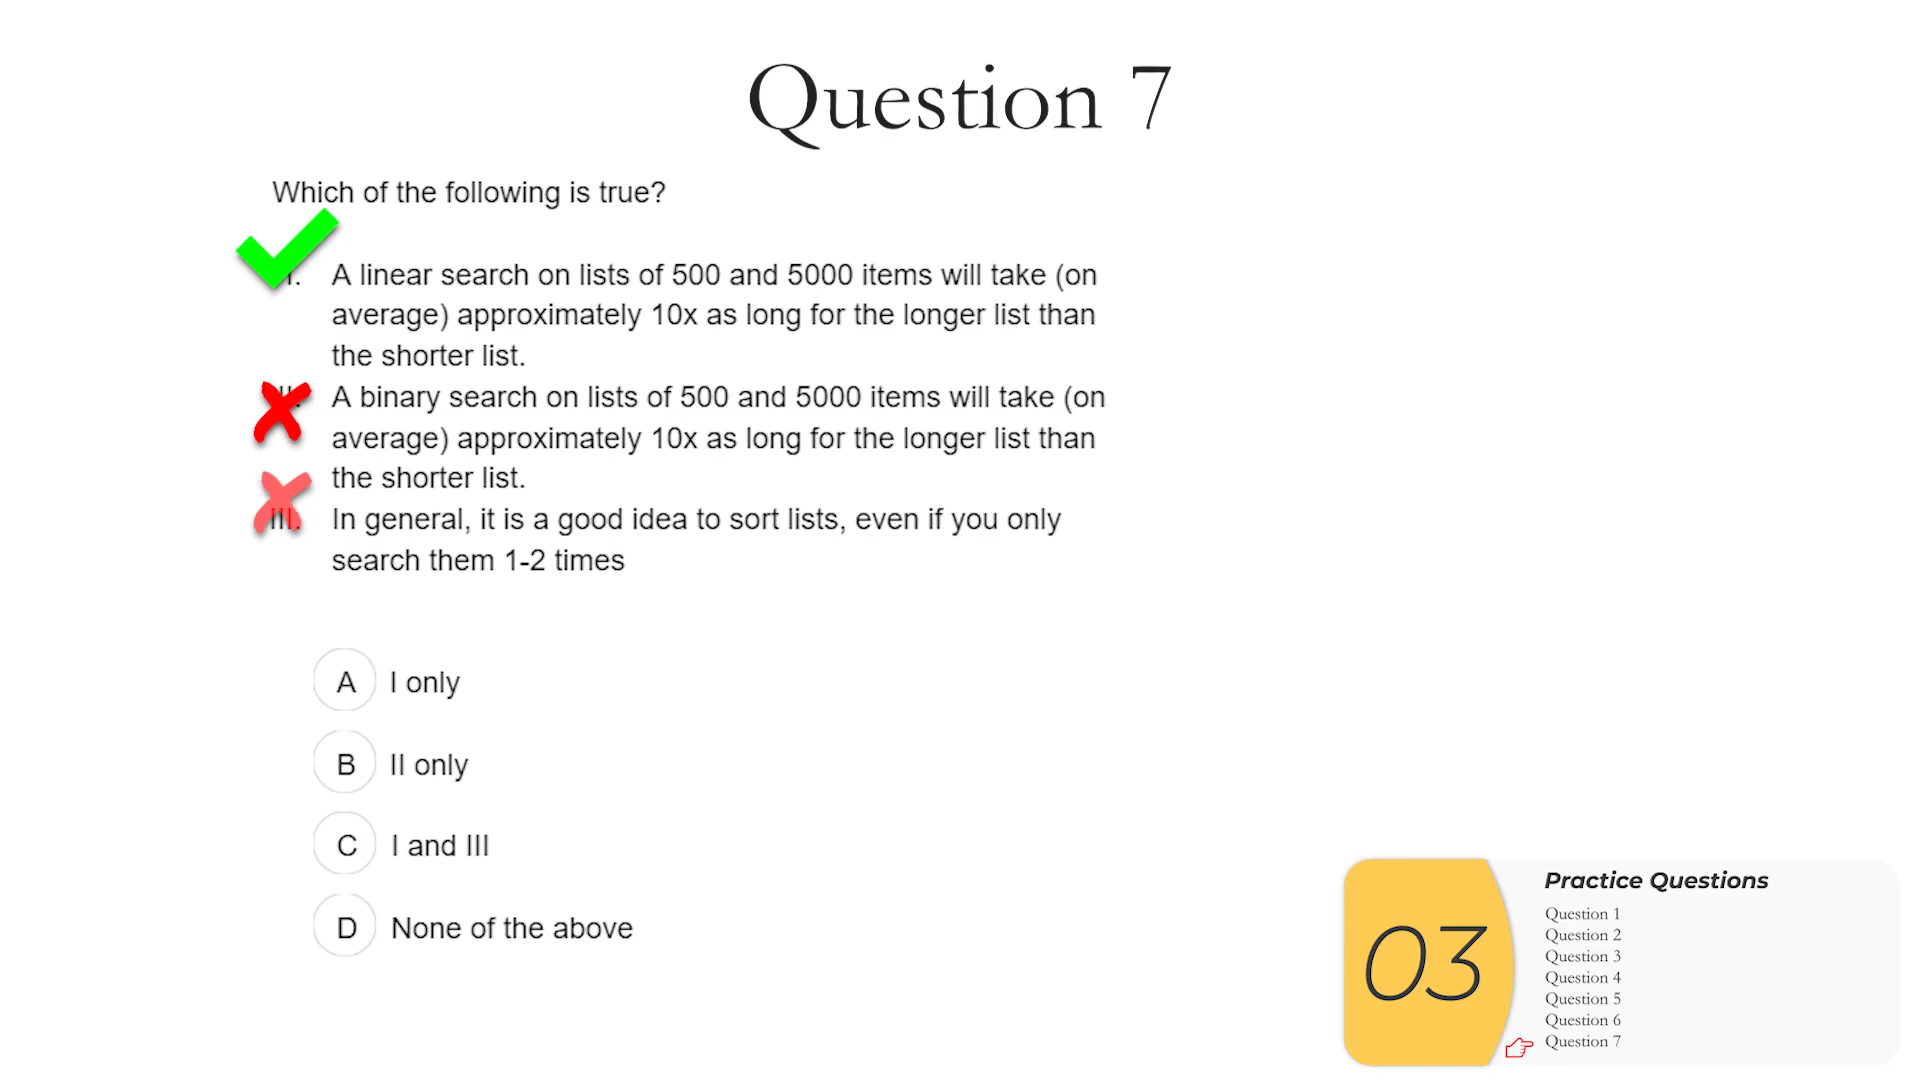 Question 7
Which of the following is true?
I. A linear search on lists of 500 and 5000 items will take (on
average) approximately 10x as long for the longer list than
the shorter list.
II. A binary search on lists of 500 and 5000 items will take (on
average) approximately 10x as long for the longer list than
the shorter list.
III. In general, it is a good idea to sort lists, even if you only
search them 1-2 times
A I only
B II only
C I and III
D None of the above
03
Practice Questions
Question 1
Question 2
Question 3
Question 4
Question 5
Question 6
Question 7